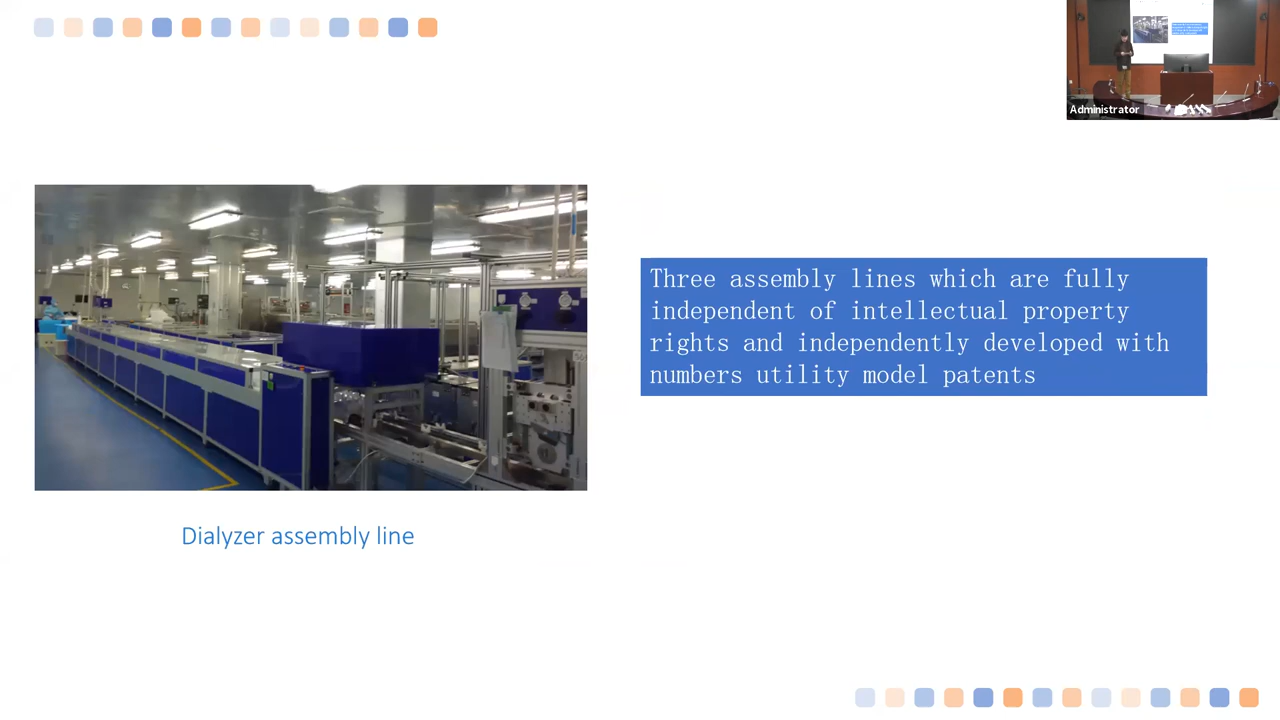 Administrator
Three assembly lines which are fully
independent of intellectual property
rights and independently developed with
numbers utility model patents
Dialyzer assembly line